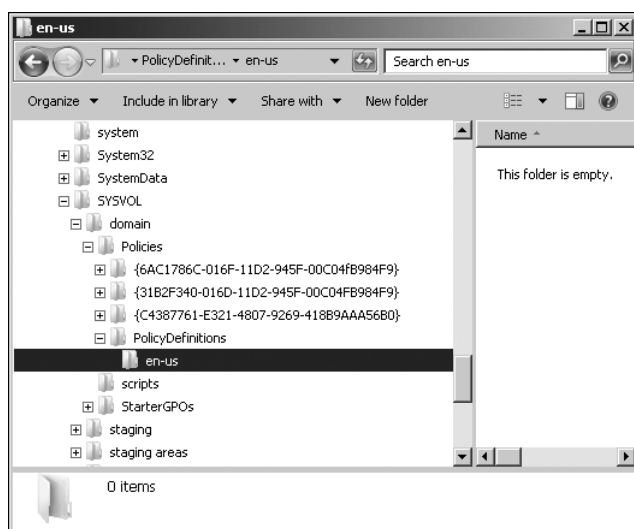 en-us
PolicyDefinit... en-us
Search en-us
Organize Include in library Share with New folder
system
System32
SystemData
SYSVOL
domain
Policies
{6AC1786C-016F-11D2-945F-00C04fB984F9}
{31B2F340-016D-11D2-945F-00C04FB984F9}
{C4387761-E321-4807-9269-418B9AAA56B0}
PolicyDefinitions
en-us
scripts
StarterGPOs
staging
staging areas
Name
This folder is empty.
0 items